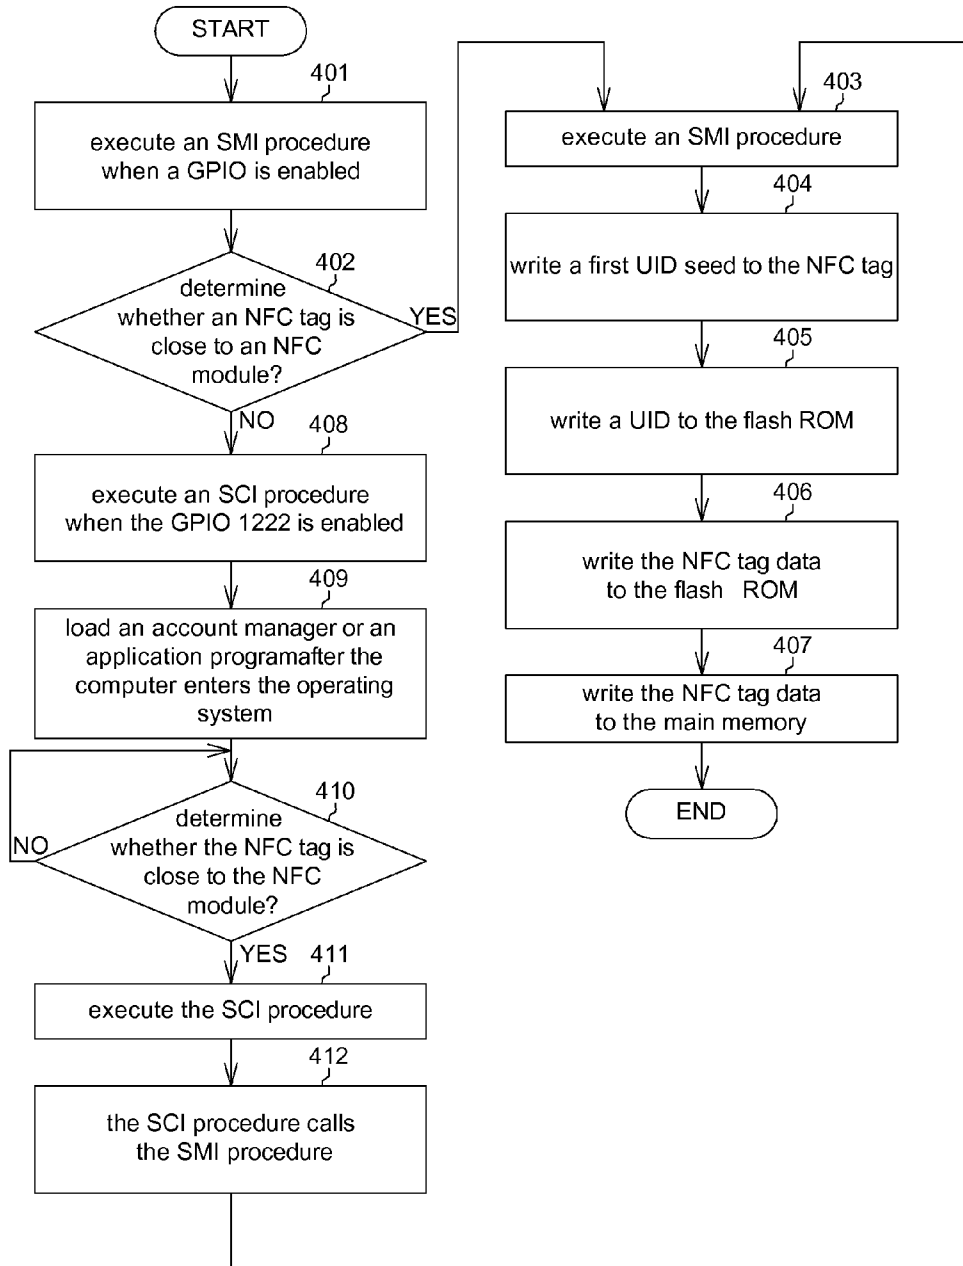 START
401
execute an SMI procedure
when a GPIO is enabled
402
determine
whether an NFC tag is
close to an NFC
module?
YES
NO
408
execute an SCI procedure
when the GPIO 1222 is enabled
409
load an account manager or an
application programafter the
computer enters the operating
system
410
determine
whether the NFC tag is
close to the NFC
module?
NO
YES
411
execute the SCI procedure
412
the SCI procedure calls
the SMI procedure
403
execute an SMI procedure
404
write a first UID seed to the NFC tag
405
write a UID to the flash ROM
406
write the NFC tag data
to the flash ROM
407
write the NFC tag data
to the main memory
END